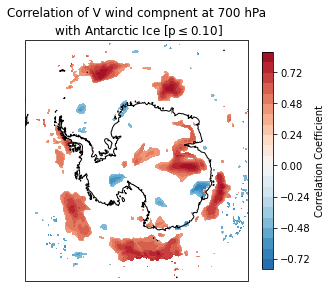 Correlation of V wind compnent at 700 hPa
with Antarctic Ice [p ≤ 0.10]
0.72
0.48
0.24
0.00
−0.24
−0.48
−0.72
Correlation Coefficient